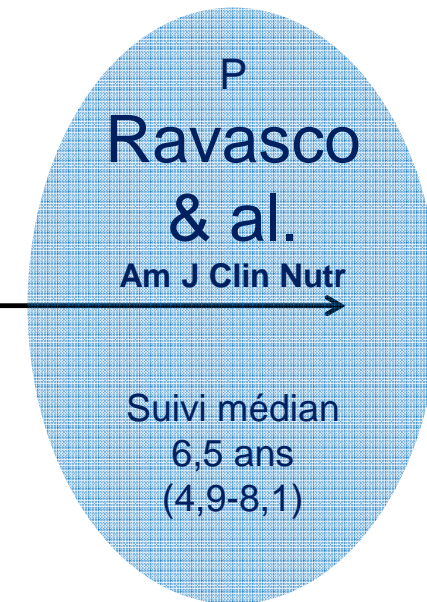 P
Ravasco
& al.
Am J Clin Nutr
Suivi médian
6,5 ans
(4,9-8,1)